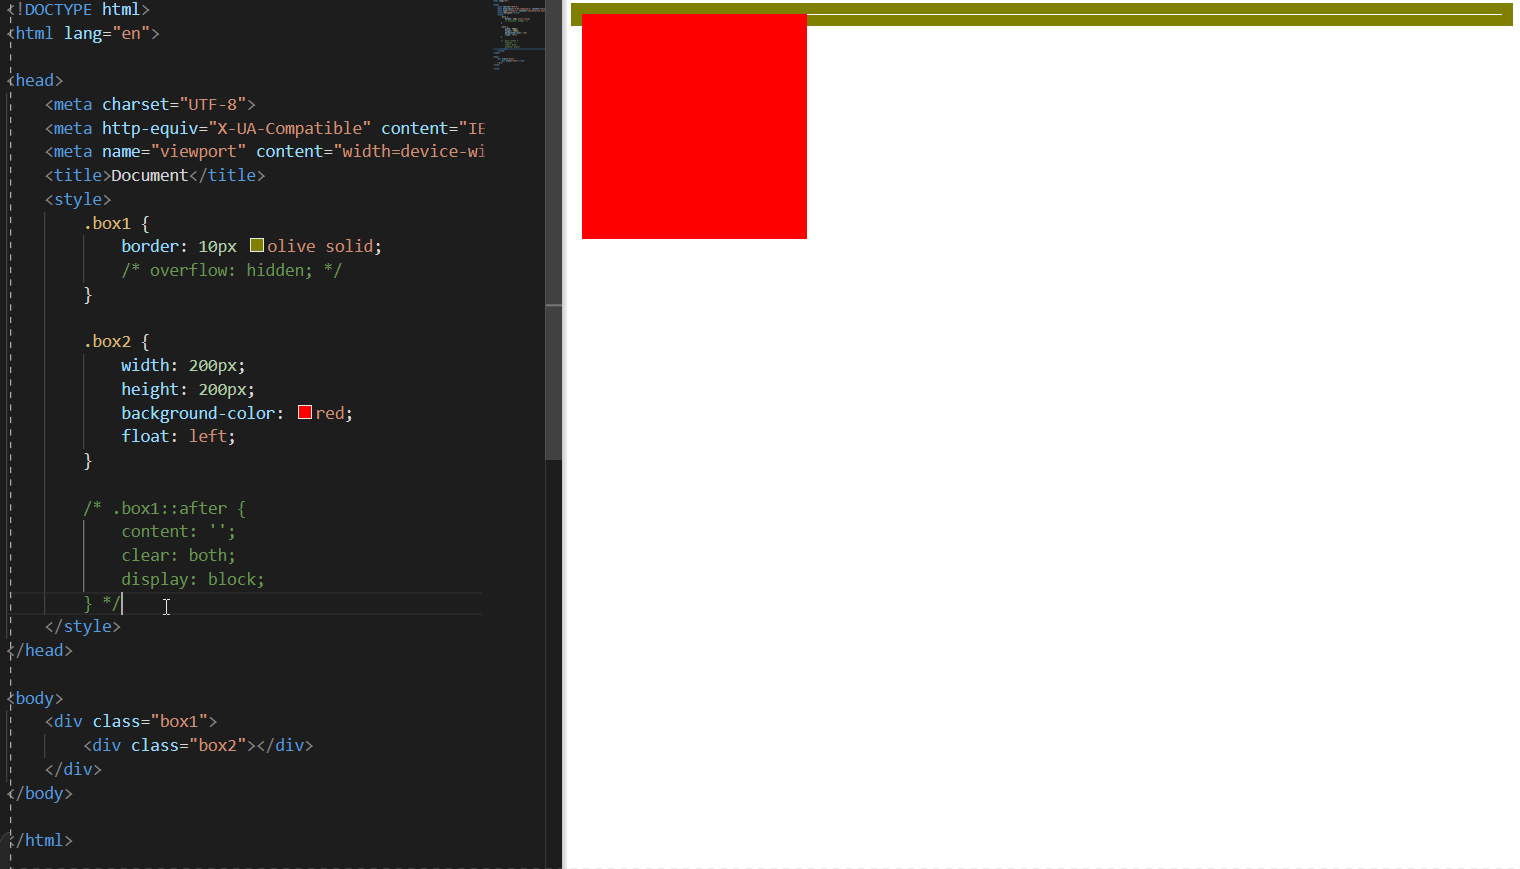 <!DOCTYPE html>
<html lang="en">
<head>
<meta charset="UTF-8">
<meta http-equiv="X-UA-Compatible" content="IE
<meta name="viewport" content="width=device-wi
<title>Document</title>
<style>
.box1 {
border: 10px olive solid;
/* overflow: hidden; */
}
.box2 {
width: 200px;
height: 200px;
background-color: red;
float: left;
}
/* .box1::after {
content: '';
clear: both;
display: block;
} */
</style>
</head>
<body>
<div class="box1">
<div class="box2"></div>
</div>
</body>
</html>